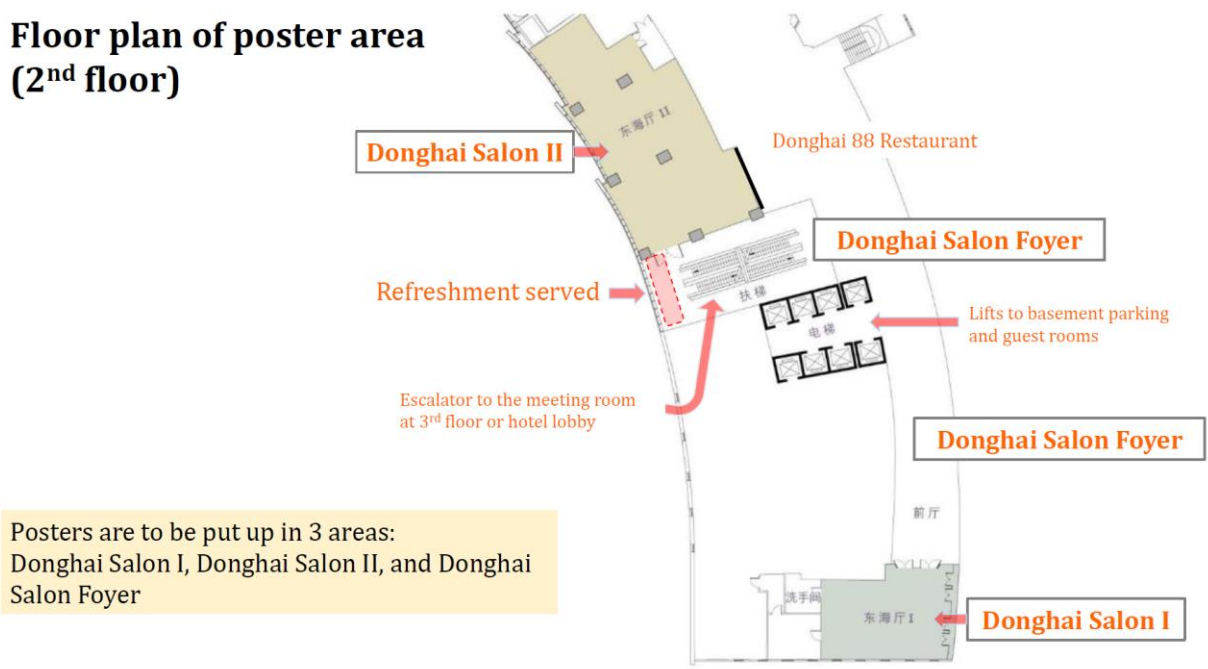 Floor plan of poster area
(2nd floor)
东海厅 II
Donghai Salon II
Donghai 88 Restaurant
Donghai Salon Foyer
Refreshment served
扶梯
Lifts to basement parking
and guest rooms
电梯
Escalator to the meeting room
at 3rd floor or hotel lobby
Donghai Salon Foyer
前厅
Posters are to be put up in 3 areas:
Donghai Salon I, Donghai Salon II, and Donghai
Salon Foyer
洗手间
东海厅 I
Donghai Salon I